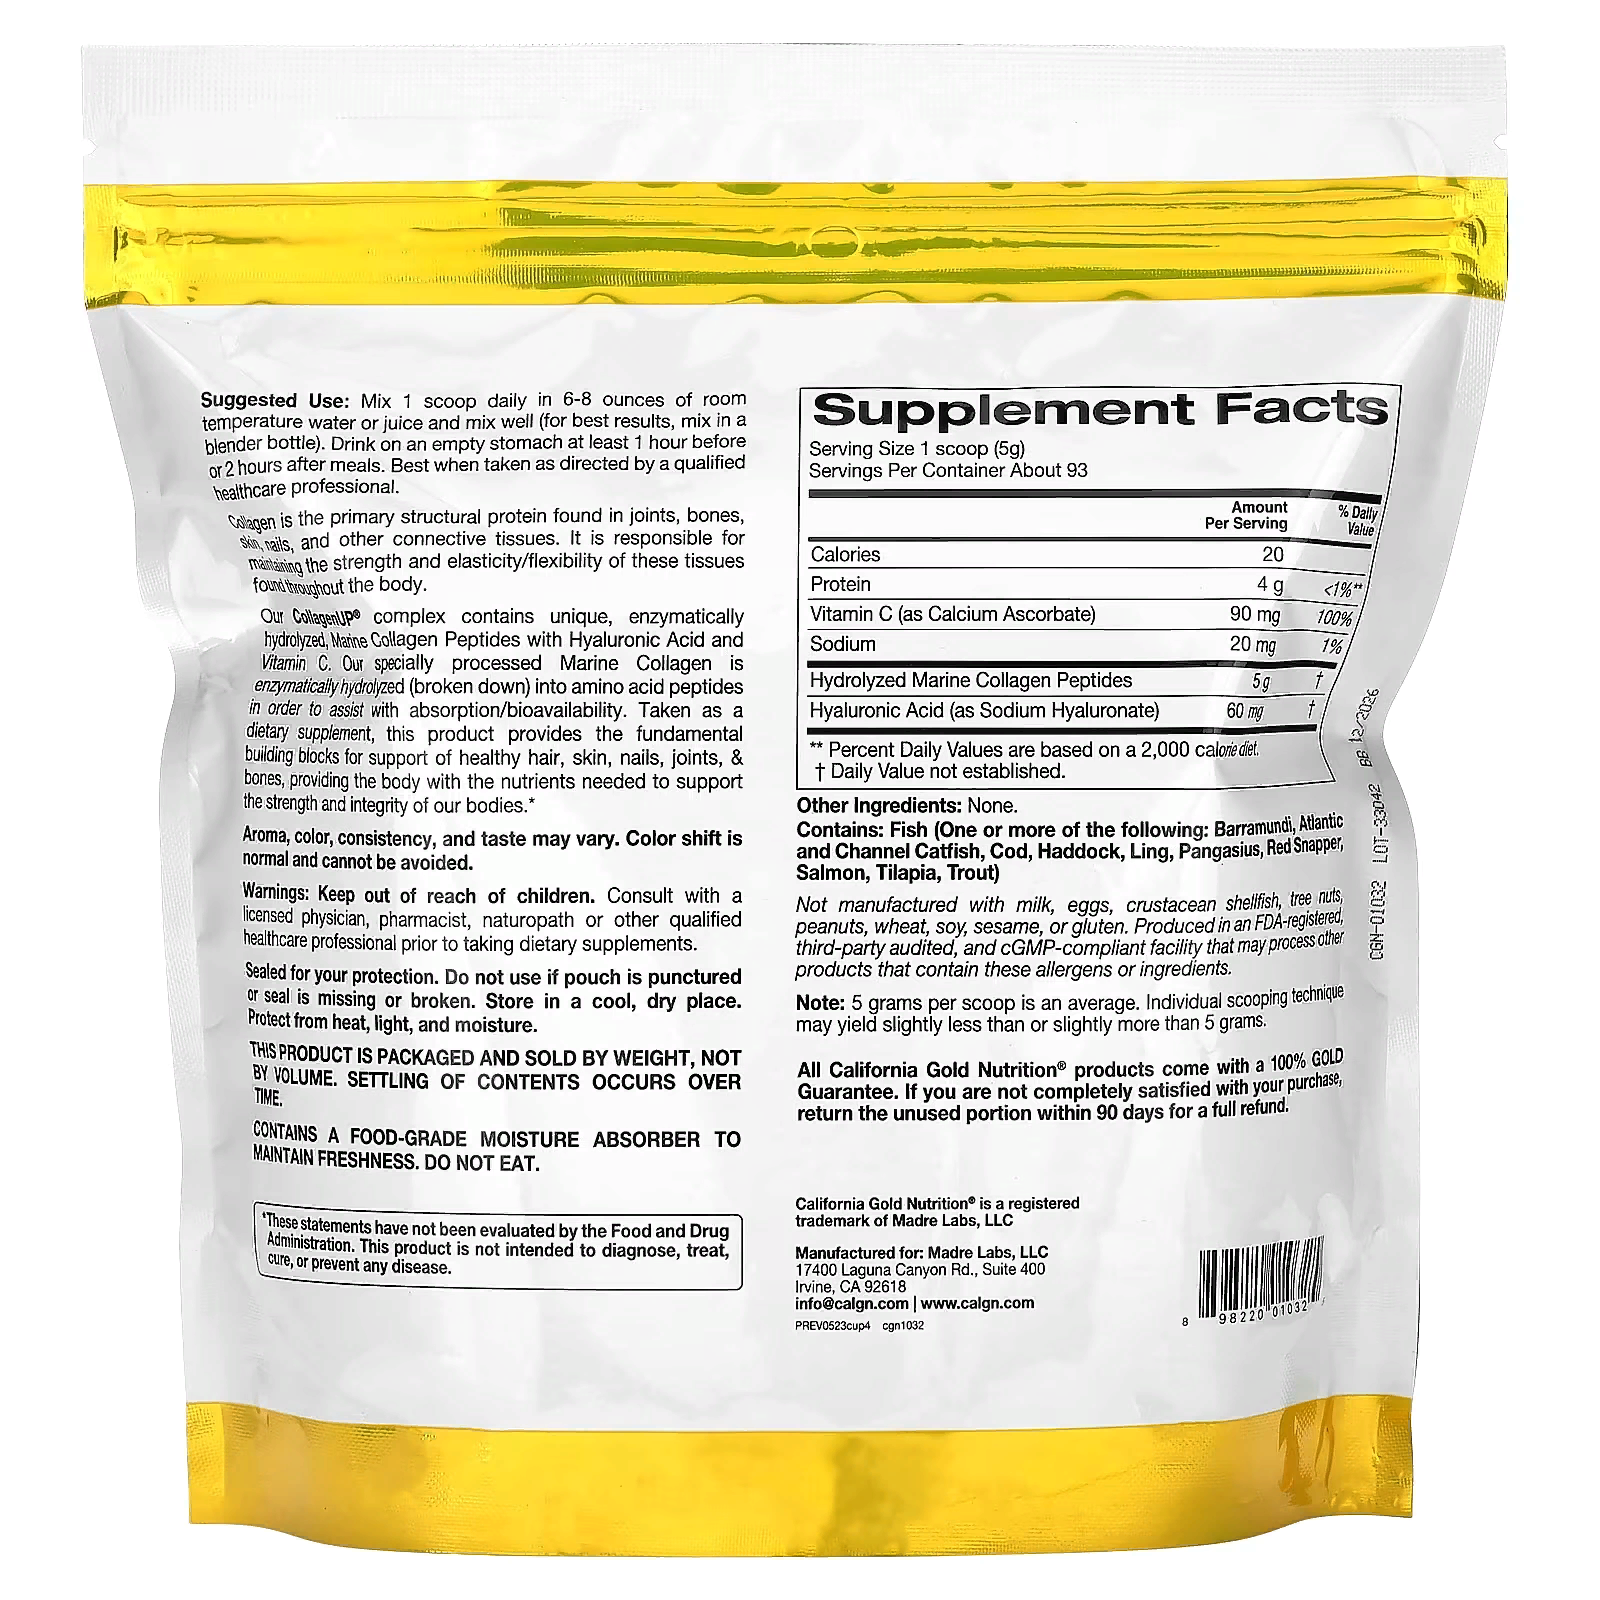 Suggested Use: Mix 1 scoop daily in 6-8 ounces of room
temperature water or juice and mix well (for best results, mix in a
blender bottle). Drink on an empty stomach at least 1 hour before
or 2 hours after meals. Best when taken as directed by a qualified
healthcare professional.
Collagen is the primary structural protein found in joints, bones,
skin, nails, and other connective tissues. It is responsible for
maintaining the strength and elasticity/flexibility of these tissues
found throughout the body.
Our CollagenUP® complex contains unique, enzymatically
hydrolyzed, Marine Collagen Peptides with Hyaluronic Acid and
Vitamin C. Our specially processed Marine Collagen is
enzymatically hydrolyzed (broken down) into amino acid peptides
in order to assist with absorption/bioavailability. Taken as a
dietary supplement, this product provides the fundamental
building blocks for support of healthy hair, skin, nails, joints, &
bones, providing the body with the nutrients needed to support
the strength and integrity of our bodies.*
Aroma, color, consistency, and taste may vary. Color shift is
normal and cannot be avoided.
Warnings: Keep out of reach of children. Consult with a
licensed physician, pharmacist, naturopath or other qualified
healthcare professional prior to taking dietary supplements.
Sealed for your protection. Do not use if pouch is punctured
or seal is missing or broken. Store in a cool, dry place.
Protect from heat, light, and moisture.
THIS PRODUCT IS PACKAGED AND SOLD BY WEIGHT, NOT
BY VOLUME. SETTLING OF CONTENTS OCCURS OVER
TIME.
CONTAINS A FOOD-GRADE MOISTURE ABSORBER TO
MAINTAIN FRESHNESS. DO NOT EAT.
*These statements have not been evaluated by the Food and Drug
Administration. This product is not intended to diagnose, treat,
cure, or prevent any disease.
Supplement Facts
Serving Size 1 scoop (5g)
Servings Per Container About 93
Amount Per Serving % Daily Value
Calories 20
Protein 4 g <1%**
Vitamin C (as Calcium Ascorbate) 90 mg 100%
Sodium 20 mg 1%
Hydrolyzed Marine Collagen Peptides 5 g †
Hyaluronic Acid (as Sodium Hyaluronate) 60 mg †
** Percent Daily Values are based on a 2,000 calorie diet.
† Daily Value not established.
Other Ingredients: None.
Contains: Fish (One or more of the following: Barramundi, Atlantic
and Channel Catfish, Cod, Haddock, Ling, Pangasius, Red Snapper,
Salmon, Tilapia, Trout)
Not manufactured with milk, eggs, crustacean shellfish, tree nuts,
peanuts, wheat, soy, sesame, or gluten. Produced in an FDA-registered,
third-party audited, and cGMP-compliant facility that may process other
products that contain these allergens or ingredients.
Note: 5 grams per scoop is an average. Individual scooping technique
may yield slightly less than or slightly more than 5 grams.
All California Gold Nutrition® products come with a 100% GOLD
Guarantee. If you are not completely satisfied with your purchase,
return the unused portion within 90 days for a full refund.
California Gold Nutrition® is a registered
trademark of Madre Labs, LLC
Manufactured for: Madre Labs, LLC
17400 Laguna Canyon Rd., Suite 400
Irvine, CA 92618
info@calgn.com | www.calgn.com
PREV0523cup4 cgn1032
8 98220 01032
CGN-01032 LOT-33042 BB 12/2026